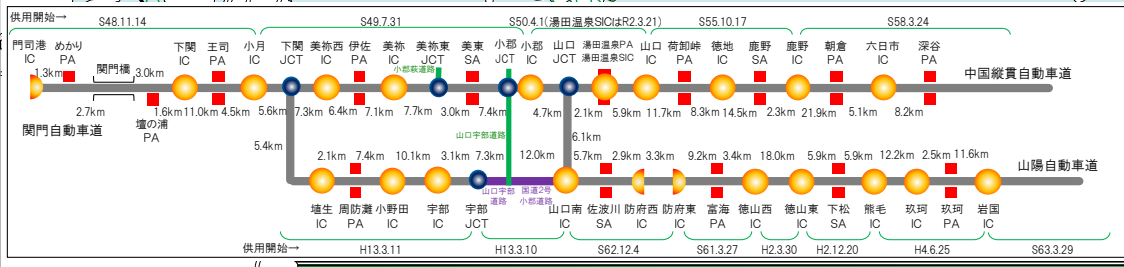 供用開始→
S48.11.14
S49.7.31
S50.4.1(湯田温泉SICはR2.3.21)
S55.10.17
S58.3.24
門司港
IC
めかり
PA
下関
IC
王司
PA
小月
IC
下関
JCT
美祢西
IC
伊佐
PA
美祢
IC
美祢東
JCT
美東
SA
小郡
JCT
小郡
IC
山口
JCT
湯田温泉PA
湯田温泉SIC
山口
IC
荷卸峠
PA
徳地
IC
鹿野
SA
鹿野
IC
朝倉
PA
六日市
IC
深谷
PA
1.3km
関門橋
3.0km
小郡萩道路
中国縦貫自動車道
2.7km
壇の浦
PA
1.6km
11.0km
4.5km
5.6km
7.3km
6.4km
7.1km
7.7km
3.0km
7.4km
4.7km
2.1km
5.9km
11.7km
8.3km
14.5km
2.3km
21.9km
5.1km
8.2km
関門自動車道
5.4km
山口宇部道路
6.1km
2.1km
7.4km
10.1km
3.1km
7.3km
12.0km
5.7km
2.9km
3.3km
9.2km
3.4km
18.0km
5.9km
5.9km
12.2km
2.5km
11.6km
山陽自動車道
山口宇部
道路
国道2号
小郡道路
埴生
IC
周防灘
PA
小野田
IC
宇部
IC
宇部
JCT
山口南
IC
佐波川
SA
防府西
IC
防府東
IC
富海
PA
徳山西
IC
徳山東
IC
下松
SA
熊毛
IC
玖珂
IC
玖珂
PA
岩国
IC
供用開始→
H13.3.11
H13.3.10
S62.12.4
S61.3.27
H2.3.30
H2.12.20
H4.6.25
S63.3.29